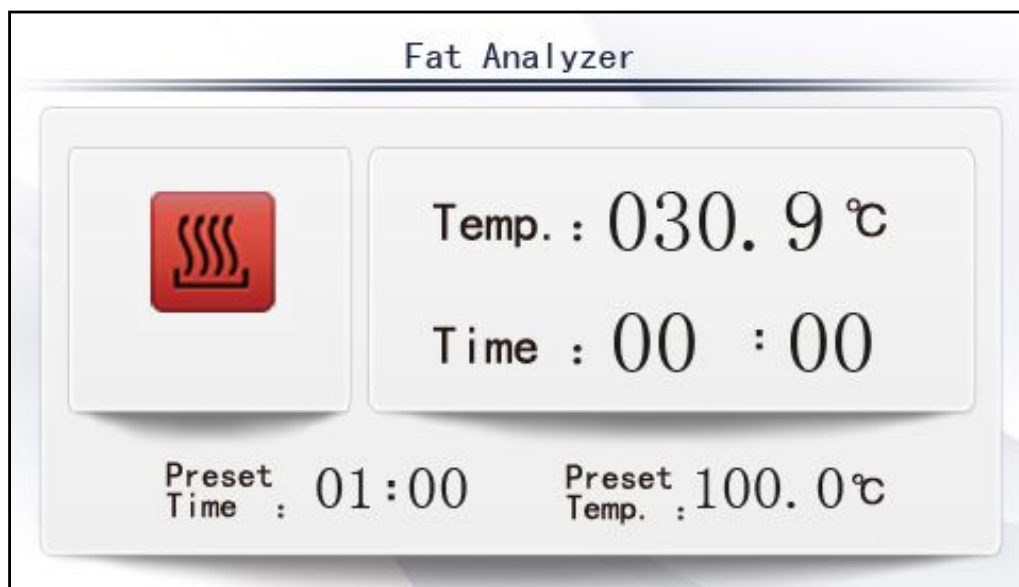 Fat Analyzer
Temp.：030.9℃
Time：00：00
Preset Time：01:00
Preset Temp.：100.0℃